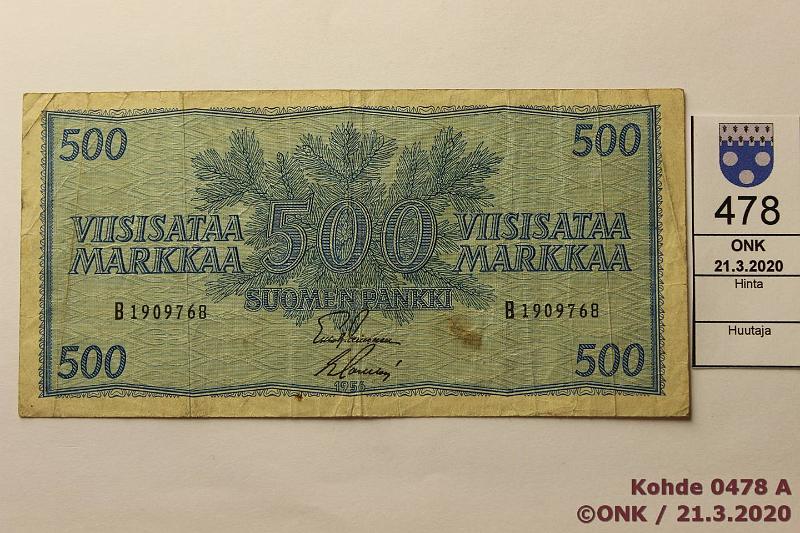 500 500
VIISISATAA 500 VIISISATAA
MARKKAA MARKKAA
SUOMEN PANKKI
B 1909768 B 1909768
500 500
1956
478
ONK
21.3.2020
Hinta
Huutaja
Kohde 0478 A
©ONK / 21.3.2020